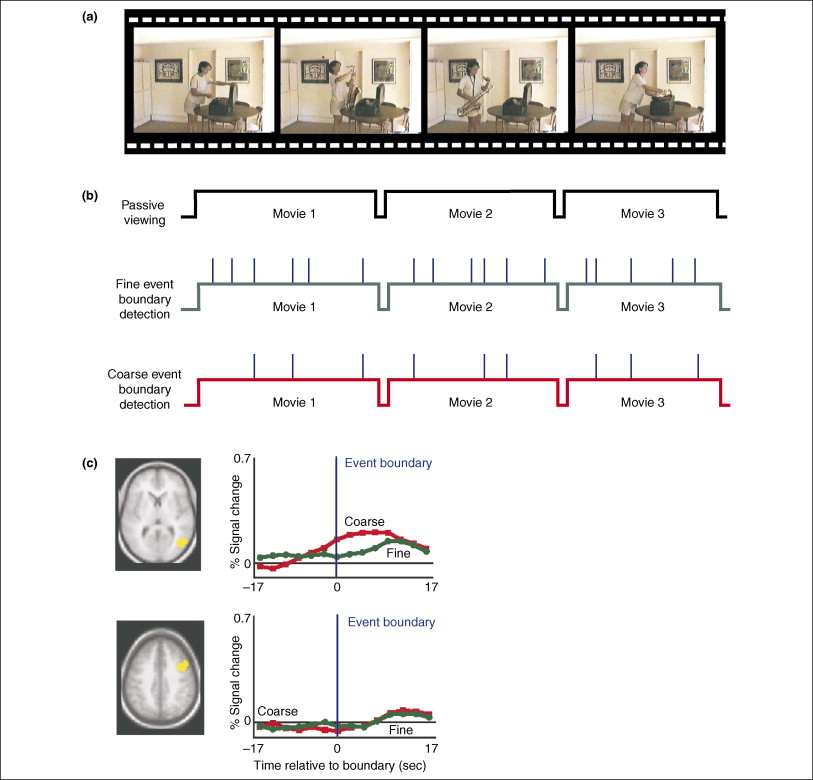 (a)
(b)
Passive
viewing
Movie 1
Movie 2
Movie 3
Fine event
boundary
detection
Movie 1
Movie 2
Movie 3
Coarse event
boundary
detection
Movie 1
Movie 2
Movie 3
(c)
0.7
Event boundary
% Signal change
Coarse
Fine
0
−17
0
17
0.7
Event boundary
% Signal change
Coarse
0
Fine
−17
0
17
Time relative to boundary (sec)